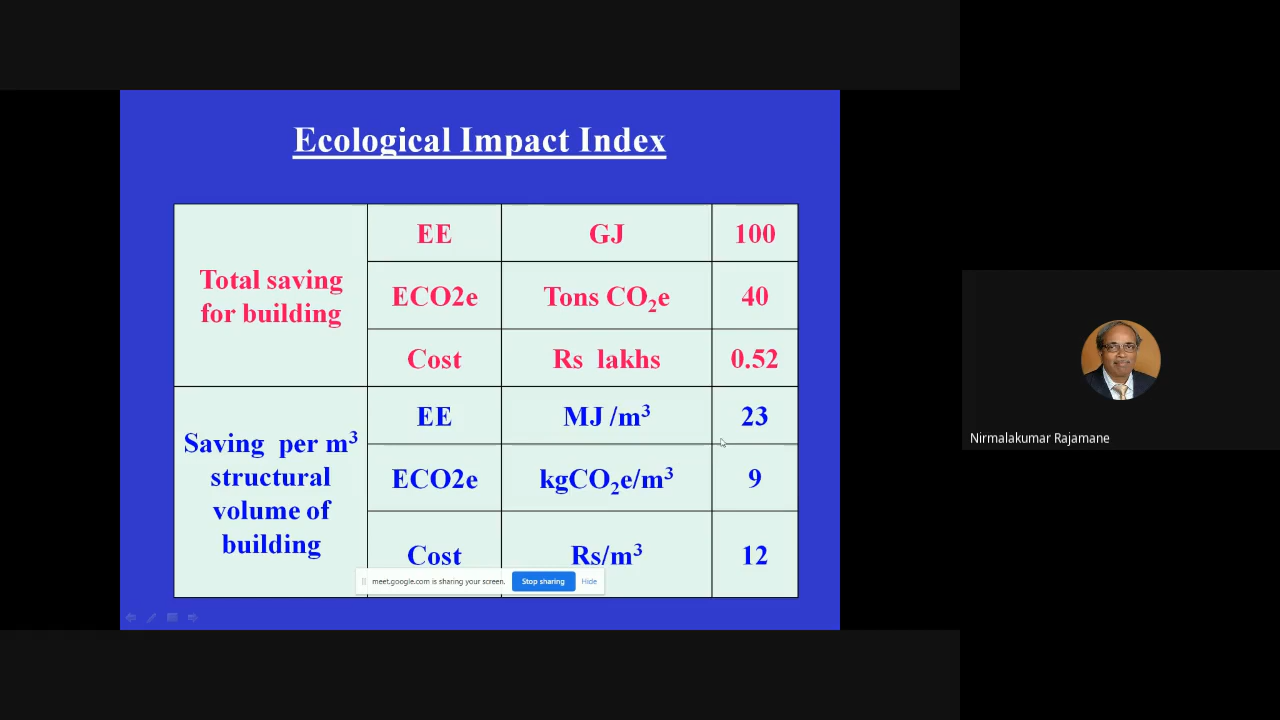 Ecological Impact Index
Total saving
for building
EE GJ 100
ECO2e Tons CO₂e 40
Cost Rs lakhs 0.52
Saving per m³
structural
volume of
building
EE MJ /m³ 23
ECO2e kgCO₂e/m³ 9
Cost Rs/m³ 12
meet.google.com is sharing your screen. Stop sharing Hide
Nirmalakumar Rajamane